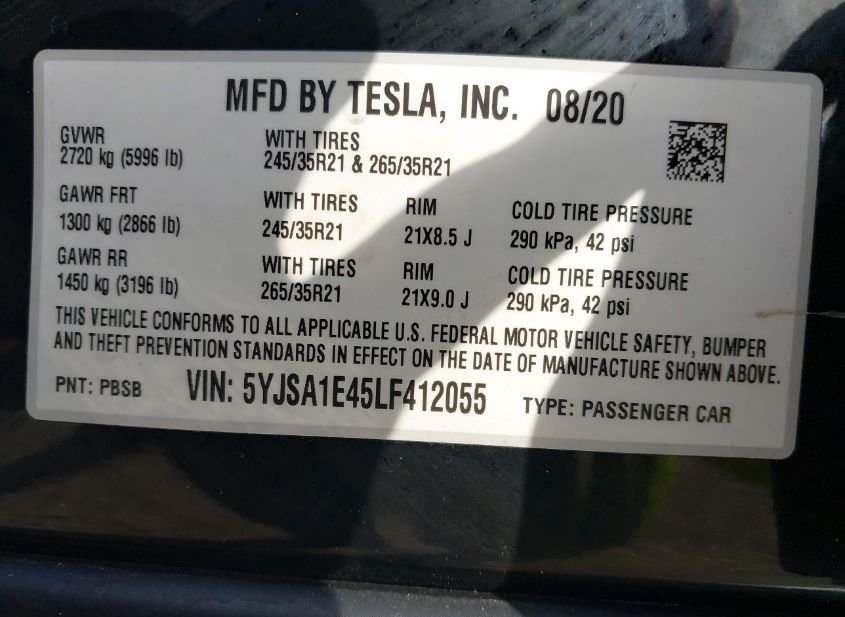 MFD BY TESLA, INC. 08/20
GVWR
2720 kg (5996 lb)
WITH TIRES
245/35R21 & 265/35R21
GAWR FRT
1300 kg (2866 lb)
WITH TIRES
245/35R21
RIM
21X8.5 J
COLD TIRE PRESSURE
290 kPa, 42 psi
GAWR RR
1450 kg (3196 lb)
WITH TIRES
265/35R21
RIM
21X9.0 J
COLD TIRE PRESSURE
290 kPa, 42 psi
THIS VEHICLE CONFORMS TO ALL APPLICABLE U.S. FEDERAL MOTOR VEHICLE SAFETY, BUMPER
AND THEFT PREVENTION STANDARDS IN EFFECT ON THE DATE OF MANUFACTURE SHOWN ABOVE.
PNT: PBSB VIN: 5YJSA1E45LF412055 TYPE: PASSENGER CAR